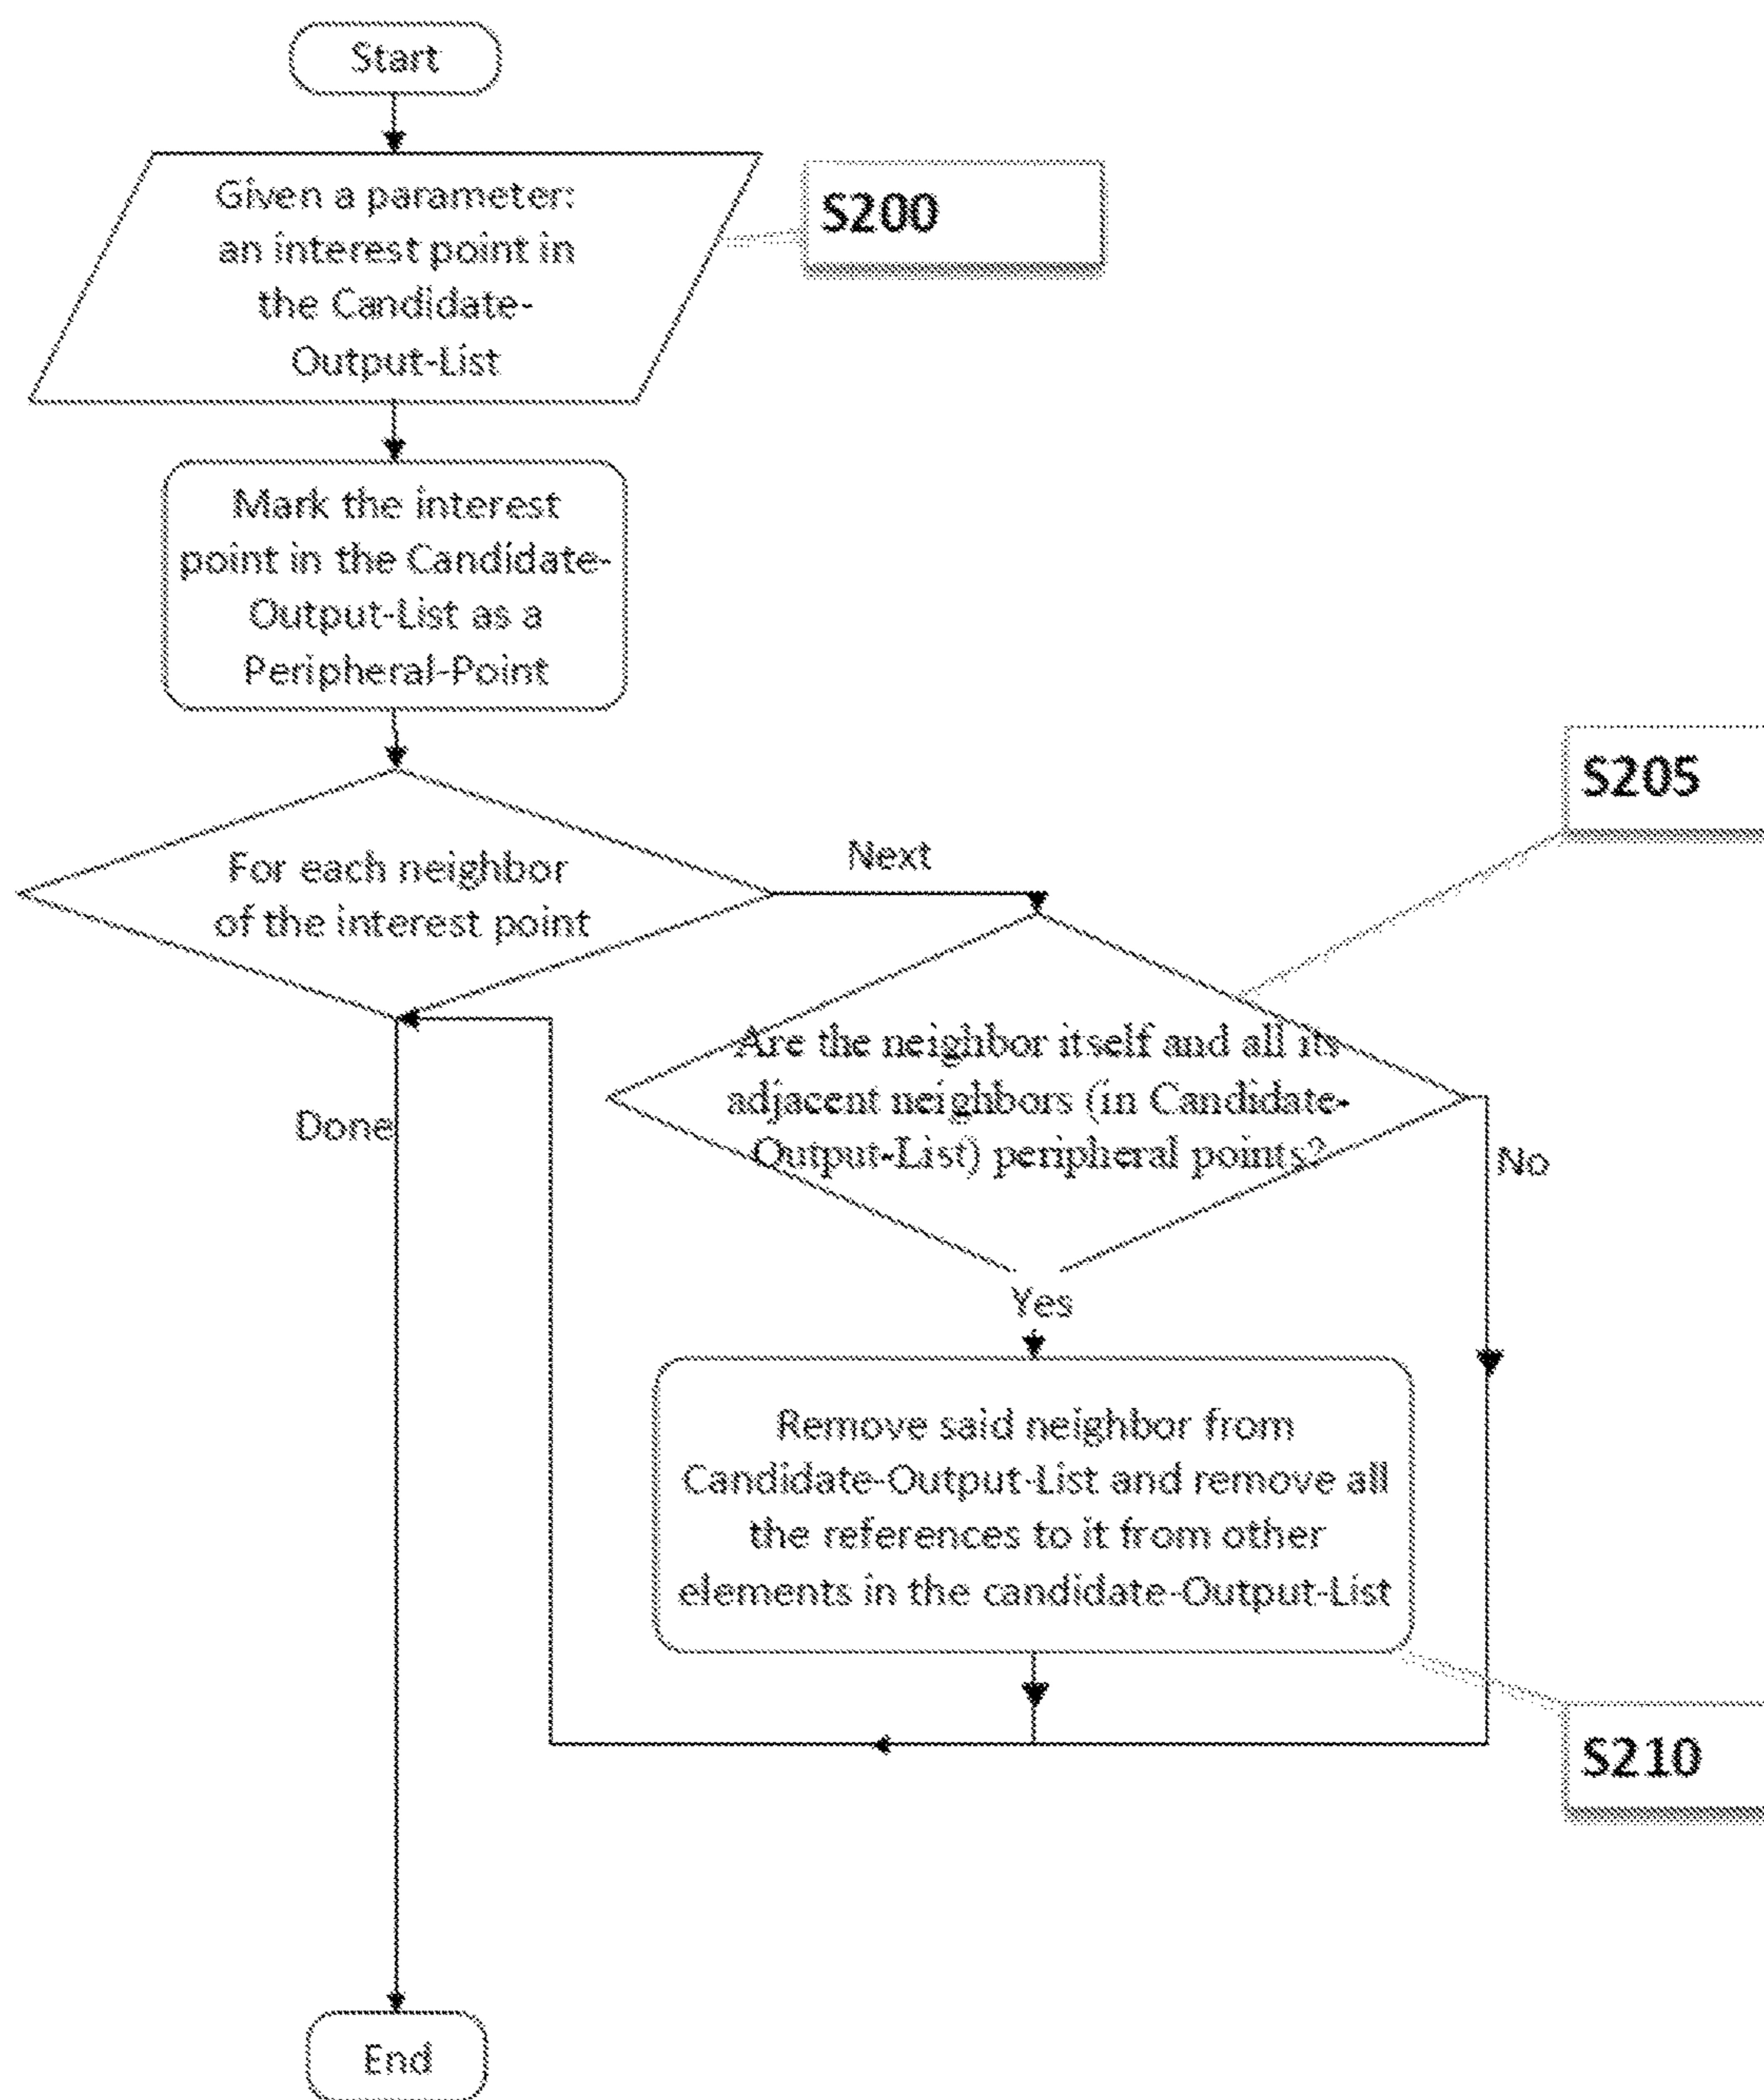 Start
Given a parameter:
an interest point in
the Candidate-
Output-List
S200
Mark the interest
point in the Candidate-
Output-List as a
Peripheral-Point
S205
For each neighbor
of the interest point
Next
Are the neighbor itself and all its
adjacent neighbors (in Candidate-
Output-List) peripheral points?
Done
No
Yes
Remove said neighbor from
Candidate-Output-List and remove all
the references to it from other
elements in the candidate-Output-List
S210
End